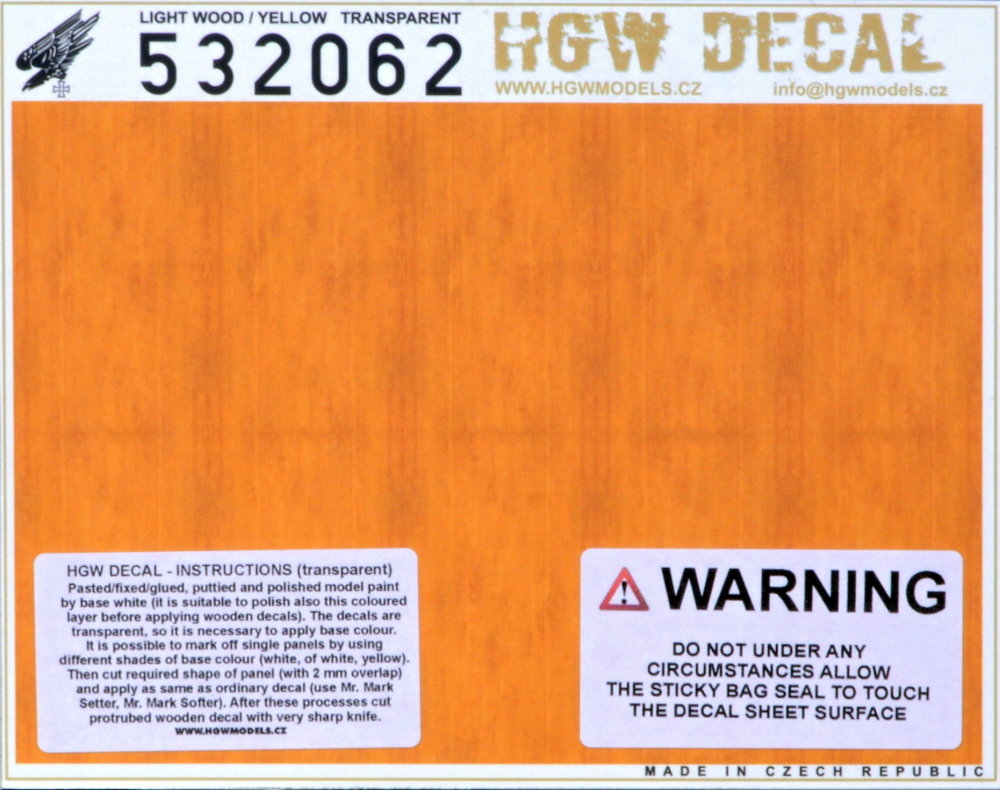 LIGHT WOOD / YELLOW TRANSPARENT
532062
HGW DECAL
WWW.HGWMODELS.CZ info@hgwmodels.cz
HGW DECAL - INSTRUCTIONS (transparent)
Pasted/fixed/glued, puttied and polished model paint
by base white (it is suitable to polish also this coloured
layer before applying wooden decals). The decals are
transparent, so it is necessary to apply base colour.
It is possible to mark off single panels by using
different shades of base colour (white, of white, yellow).
Then cut required shape of panel (with 2 mm overlap)
and apply as same as ordinary decal (use Mr. Mark
Setter, Mr. Mark Softer). After these processes cut
protrubed wooden decal with very sharp knife.
WWW.HGWMODELS.CZ
WARNING
DO NOT UNDER ANY
CIRCUMSTANCES ALLOW
THE STICKY BAG SEAL TO TOUCH
THE DECAL SHEET SURFACE
MADE IN CZECH REPUBLIC